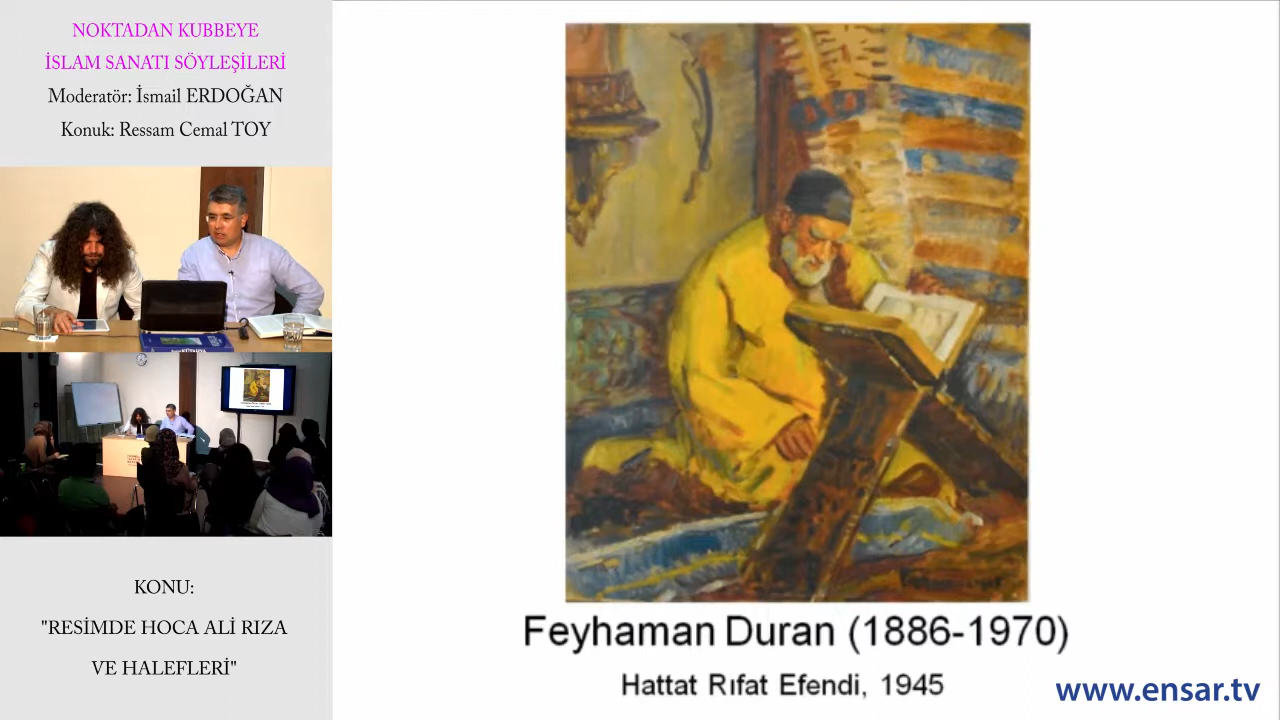 NOKTADAN KUBBEYE
İSLAM SANATI SÖYLEŞİLERİ
Moderatör: İsmail ERDOĞAN
Konuk: Ressam Cemal TOY
KONU:
"RESİMDE HOCA ALİ RIZA
VE HALEFLERİ"
Feyhaman Duran (1886-1970)
Hattat Rıfat Efendi, 1945
www.ensar.tv